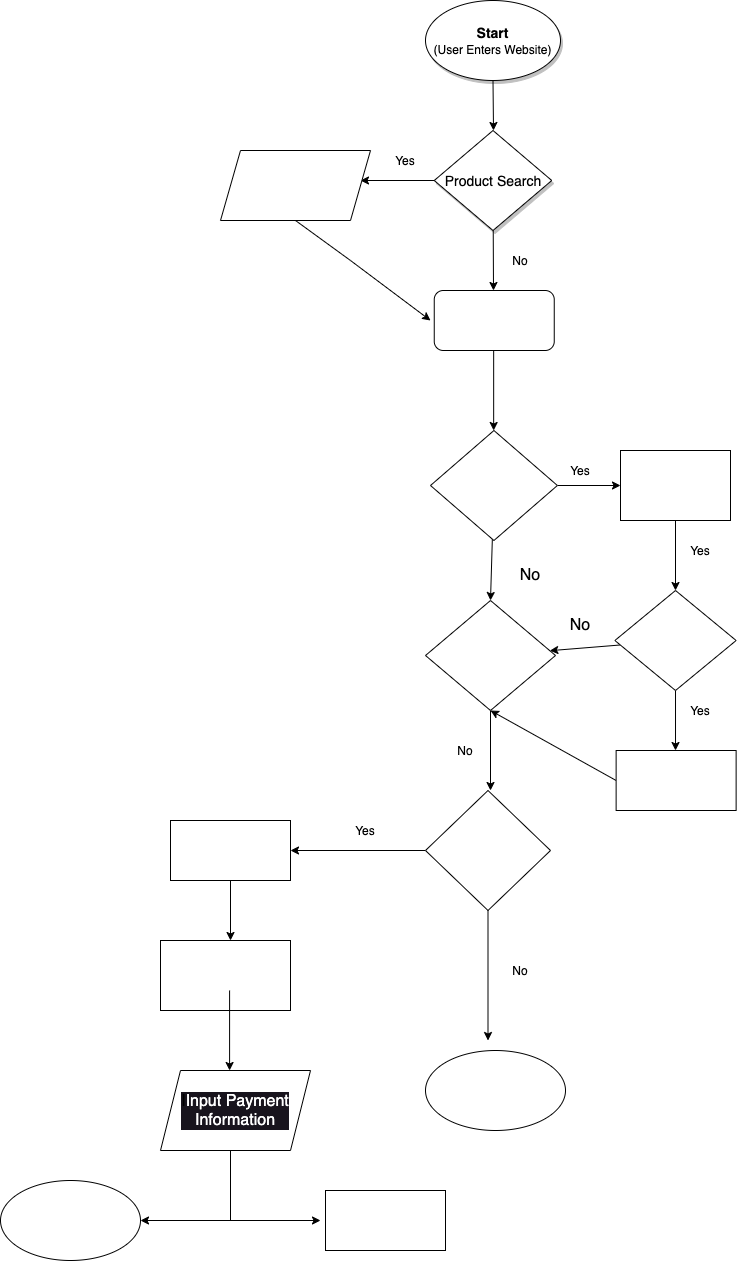 Start
(User Enters Website)
Yes
Product Search
No
Yes
Yes
No
No
Yes
No
Yes
No
Input Payment
Information